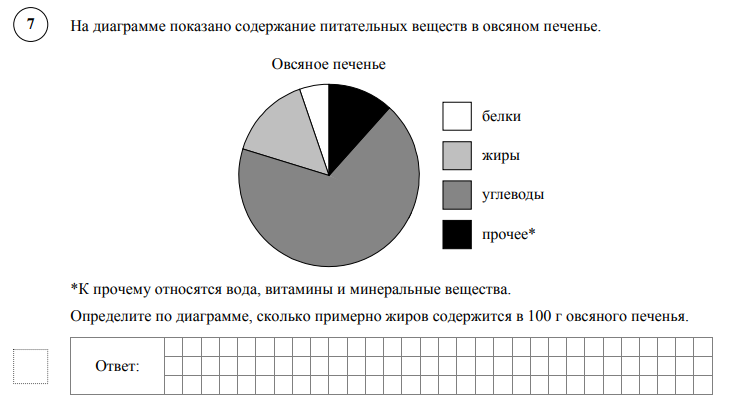 7
На диаграмме показано содержание питательных веществ в овсяном печенье.
Овсяное печенье
белки
жиры
углеводы
прочее*
*К прочему относятся вода, витамины и минеральные вещества.
Определите по диаграмме, сколько примерно жиров содержится в 100 г овсяного печенья.
Ответ: